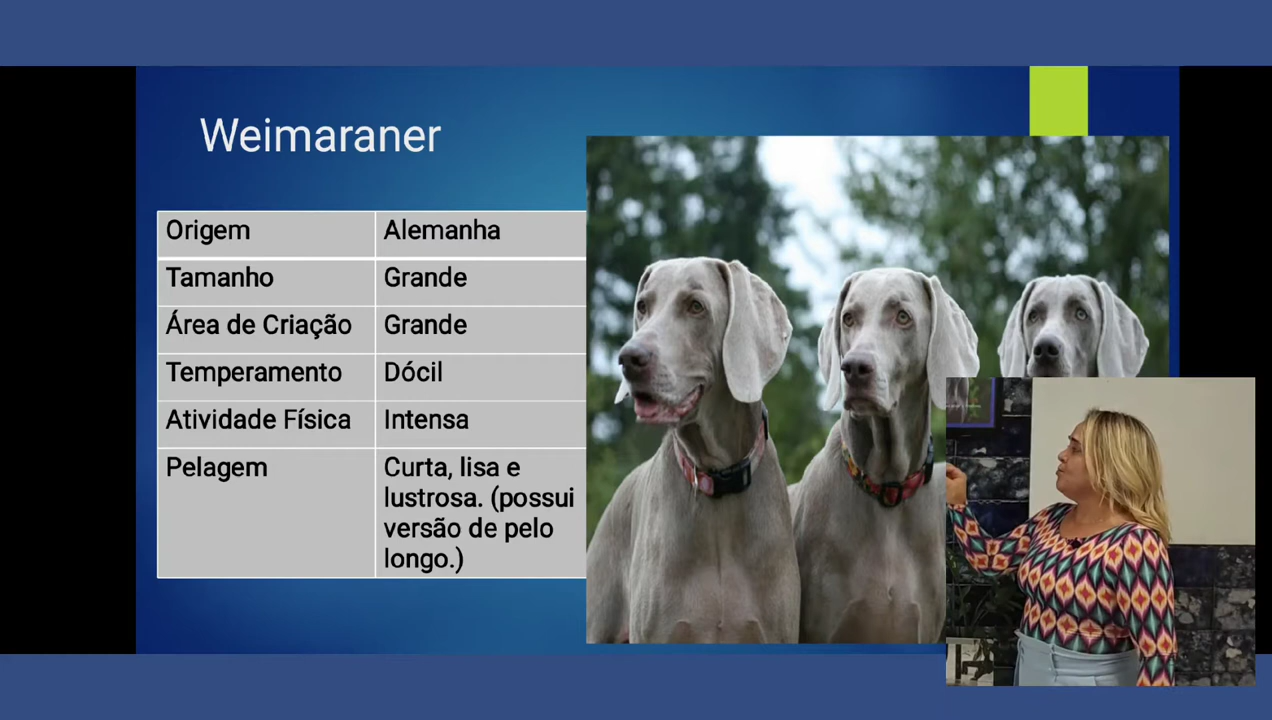 Weimaraner
Origem Alemanha
Tamanho Grande
Área de Criação Grande
Temperamento Dócil
Atividade Física Intensa
Pelagem Curta, lisa e
lustrosa. (possui
versão de pelo
longo.)